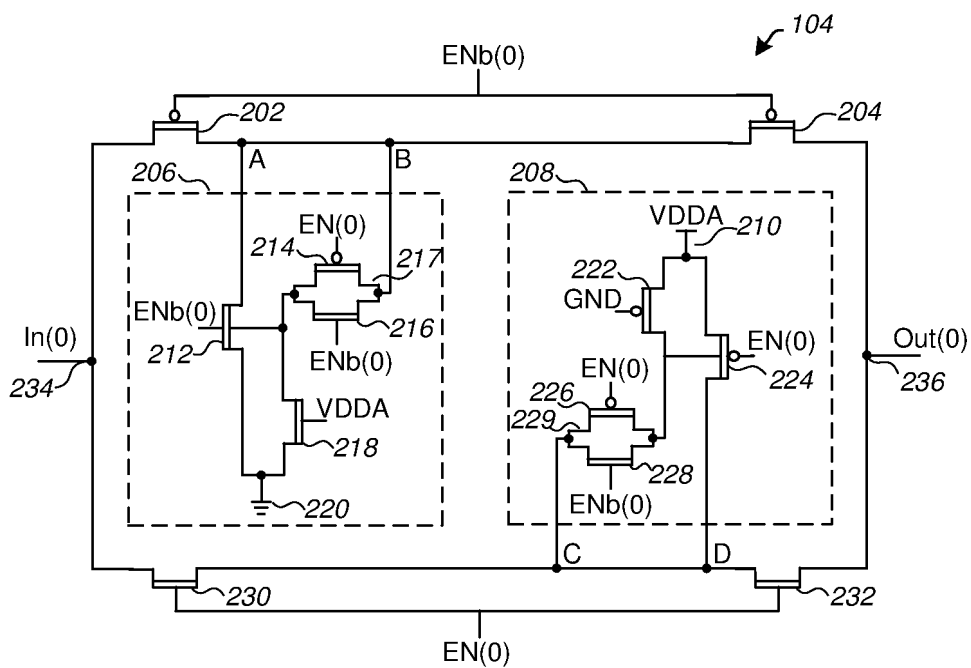 104
ENb(0)
202
204
A
B
206
208
EN(0)
VDDA
210
214
217
222
GND
ENb(0)
212
216
ENb(0)
In(0)
234
EN(0)
EN(0)
224
Out(0)
236
VDDA
218
226
229
228
ENb(0)
220
C
D
230
232
EN(0)